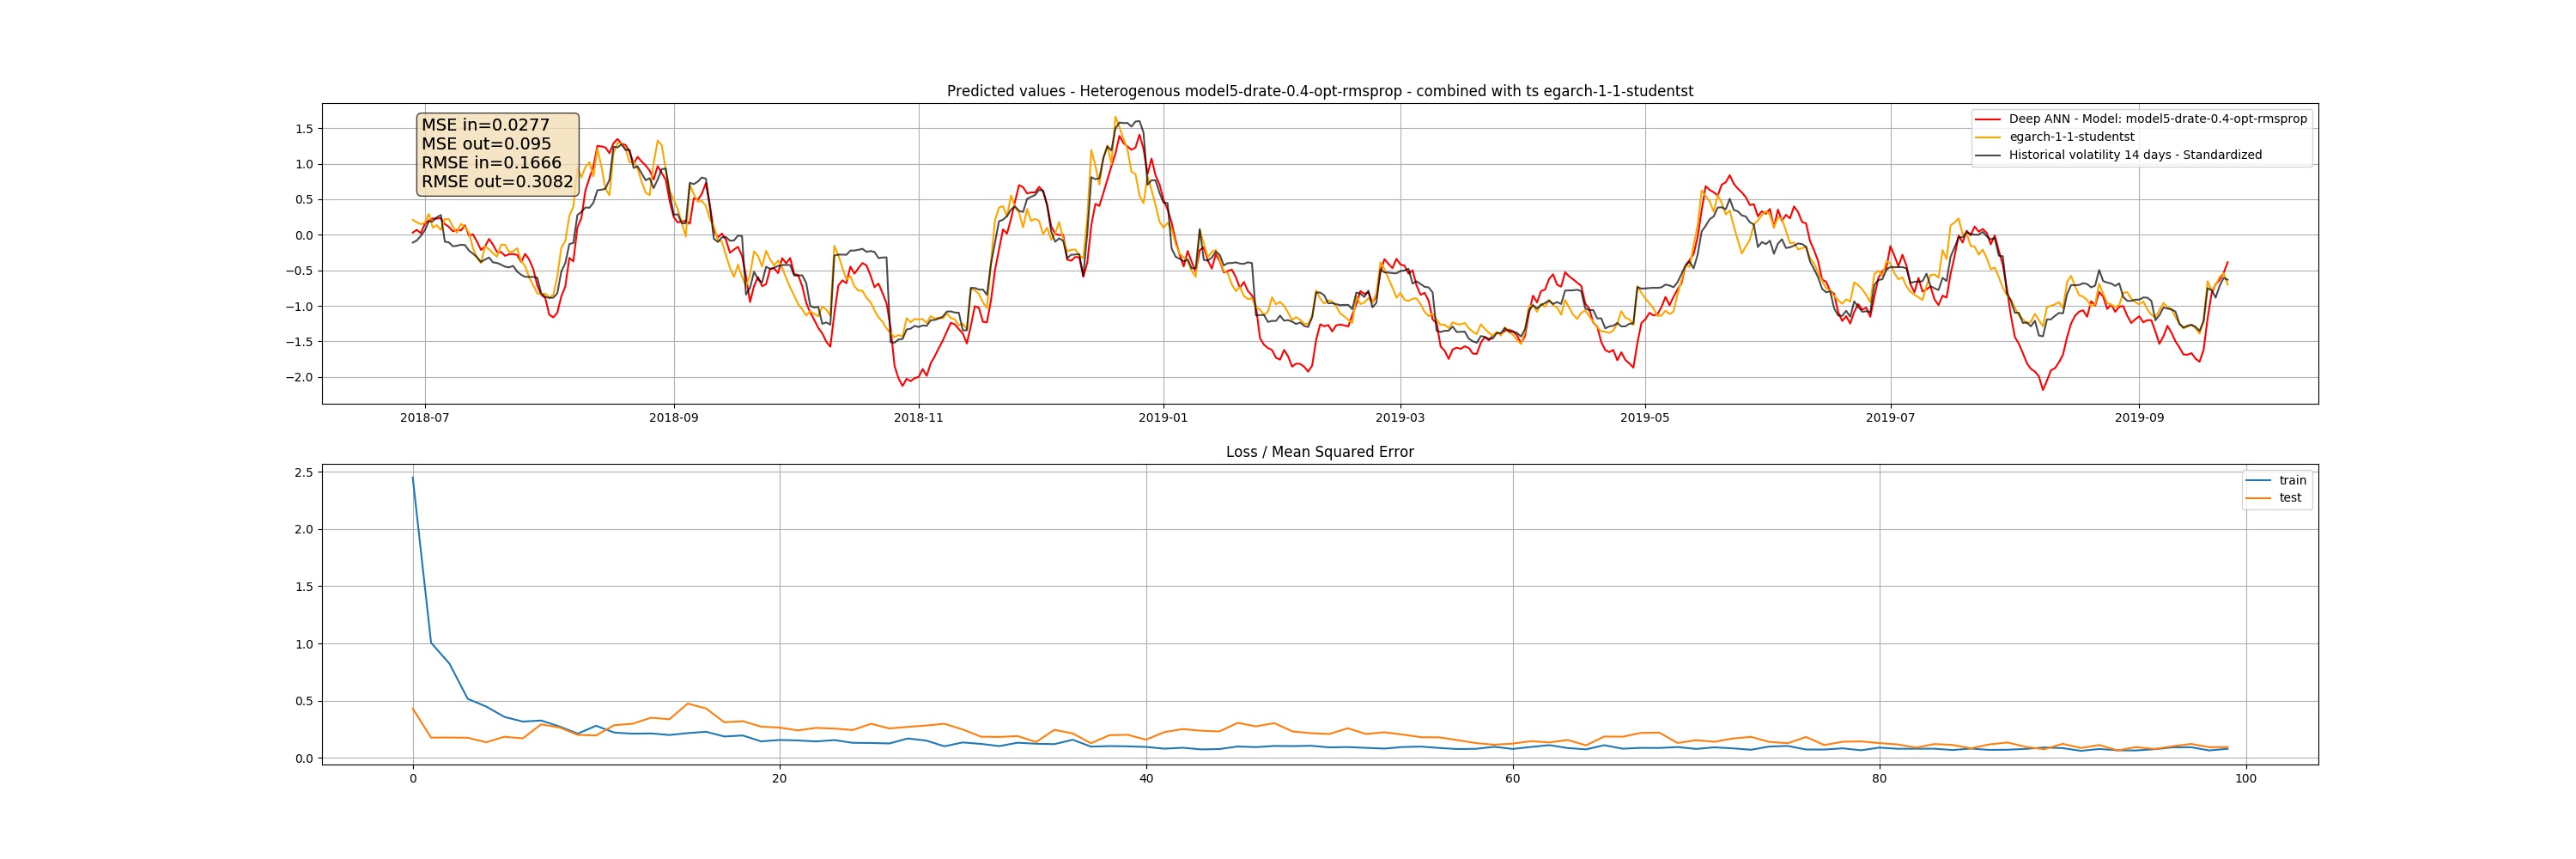 Predicted values - Heterogenous model5-drate-0.4-opt-rmsprop - combined with ts egarch-1-1-studentst
MSE in=0.0277
MSE out=0.095
RMSE in=0.1666
RMSE out=0.3082
Deep ANN - Model: model5-drate-0.4-opt-rmsprop
egarch-1-1-studentst
Historical volatility 14 days - Standardized
1.5
1.0
0.5
0.0
−0.5
−1.0
−1.5
−2.0
2018-07 2018-09 2018-11 2019-01 2019-03 2019-05 2019-07 2019-09
Loss / Mean Squared Error
train
test
2.5
2.0
1.5
1.0
0.5
0.0
0 20 40 60 80 100